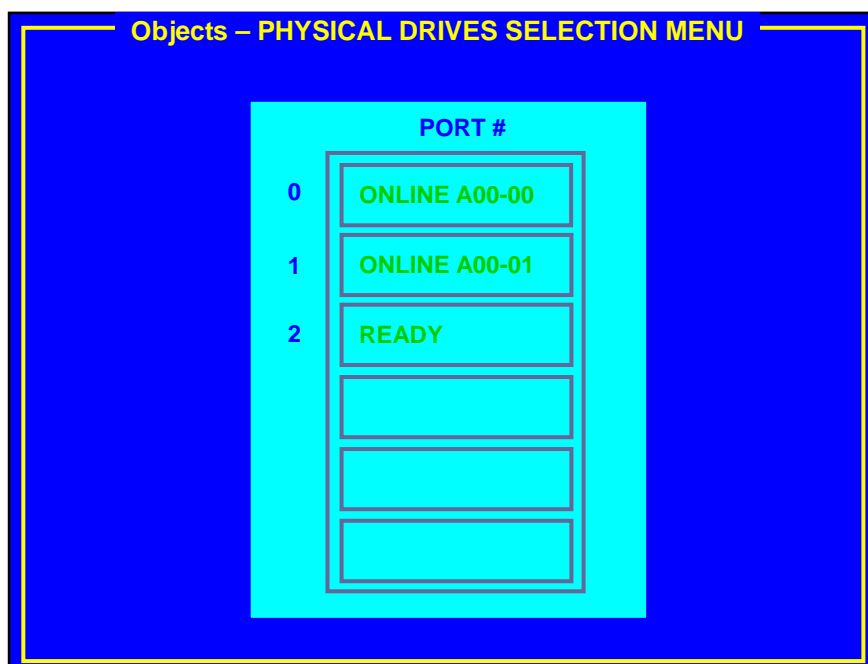 Objects – PHYSICAL DRIVES SELECTION MENU
PORT #
0 ONLINE A00-00
1 ONLINE A00-01
2 READY